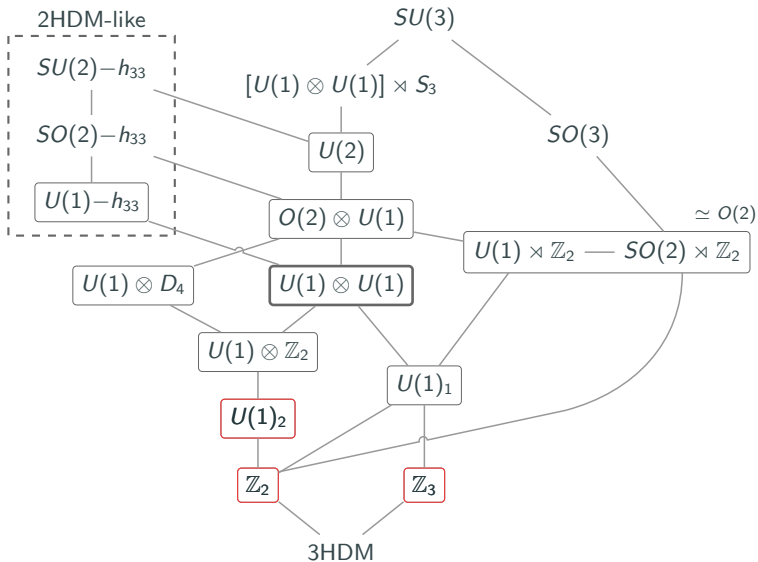 2HDM-like
SU(3)
SU(2)−h₃₃
[U(1) ⊗ U(1)] ⋊ S₃
SO(2)−h₃₃
SO(3)
U(2)
U(1)−h₃₃
O(2) ⊗ U(1)
≃ O(2)
U(1) ⋊ ℤ₂ — SO(2) ⋊ ℤ₂
U(1) ⊗ D₄
U(1) ⊗ U(1)
U(1) ⊗ ℤ₂
U(1)₁
U(1)₂
ℤ₂
ℤ₃
3HDM